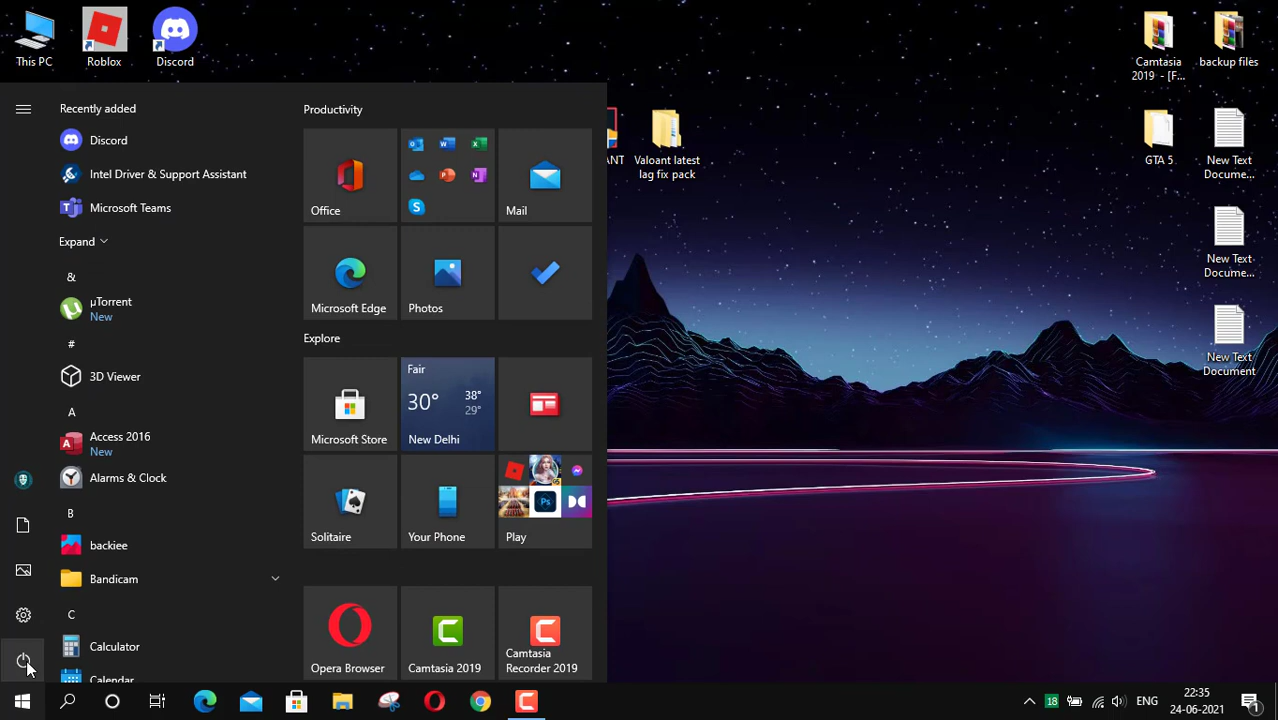 This PC
Roblox
Discord
Camtasia
2019 - [F...
backup files
Recently added
Discord
Intel Driver & Support Assistant
Microsoft Teams
Expand
&
µTorrent
New
#
3D Viewer
A
Access 2016
New
Alarms & Clock
B
backiee
Bandicam
C
Calculator
Calendar
Productivity
Office
Mail
Microsoft Edge
Photos
Explore
Microsoft Store
Fair
30°
38°
29°
New Delhi
Solitaire
Your Phone
Play
Opera Browser
Camtasia 2019
Camtasia
Recorder 2019
ANT
Valoant latest
lag fix pack
GTA 5
New Text
Docume...
New Text
Docume...
New Text
Document
18
ENG
22:35
24-06-2021
1